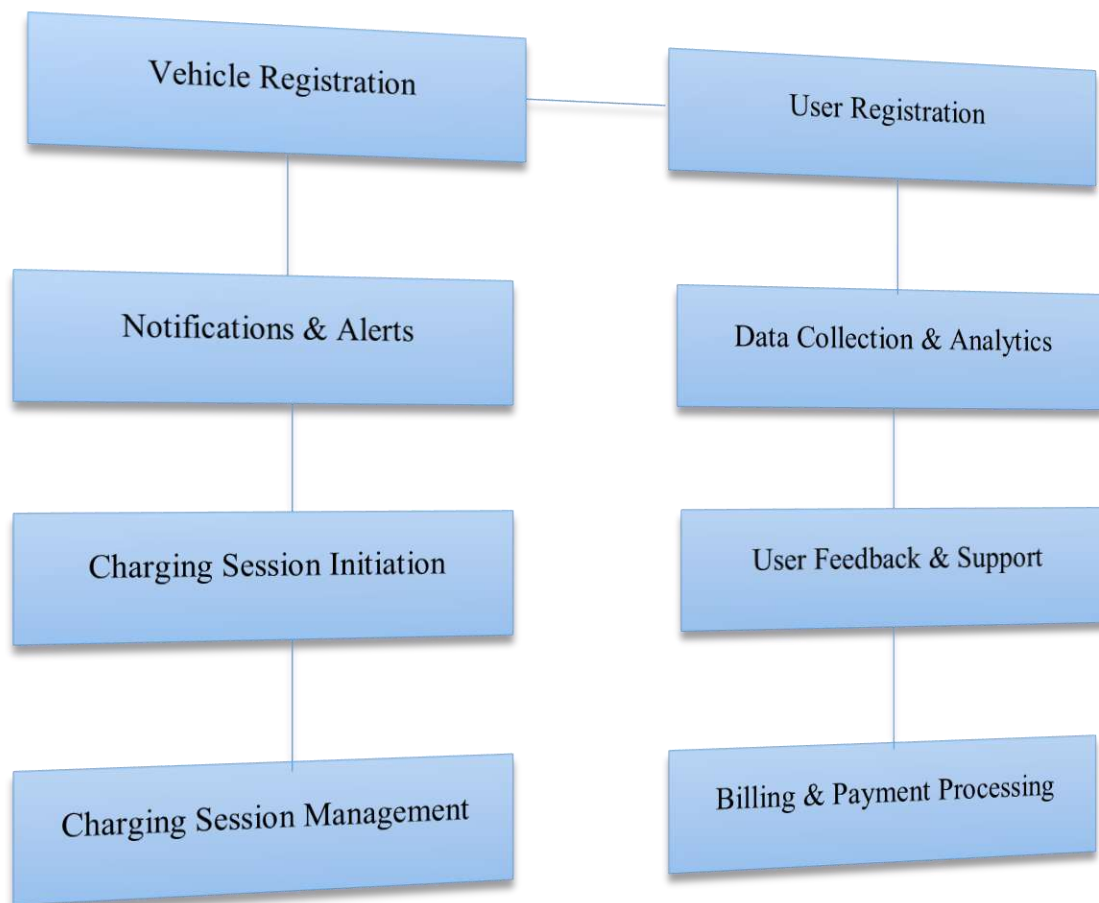 Vehicle Registration
User Registration
Notifications & Alerts
Data Collection & Analytics
Charging Session Initiation
User Feedback & Support
Charging Session Management
Billing & Payment Processing